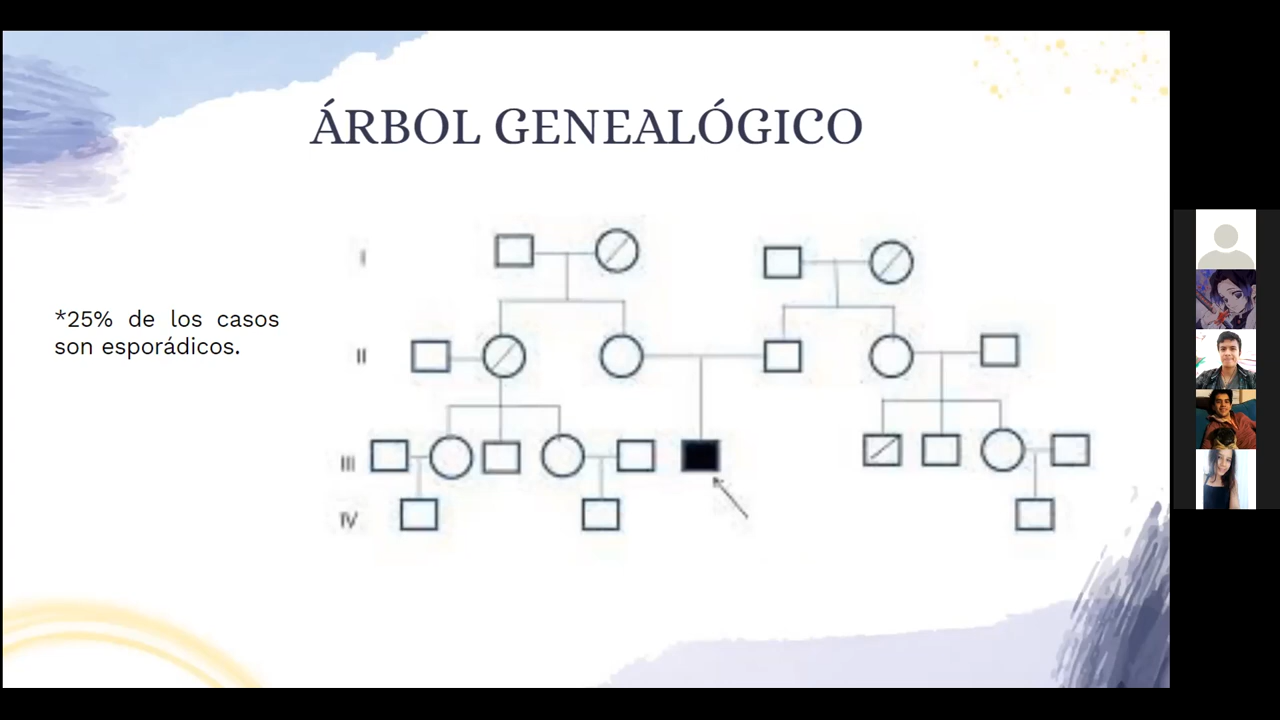 ÁRBOL GENEALÓGICO
I
*25% de los casos
son esporádicos.
II
III
IV